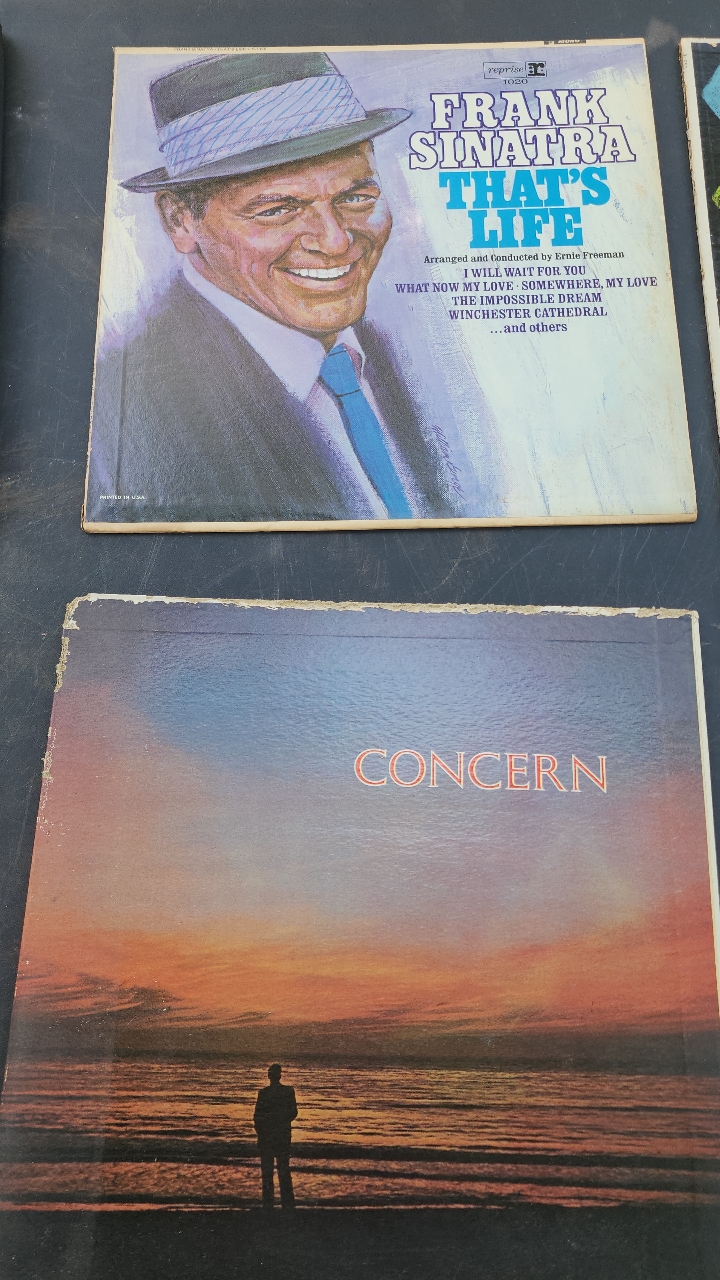 reprise
1020
FRANK
SINATRA
THAT'S
LIFE
Arranged and Conducted by Ernie Freeman
I WILL WAIT FOR YOU
WHAT NOW MY LOVE · SOMEWHERE, MY LOVE
THE IMPOSSIBLE DREAM
WINCHESTER CATHEDRAL
...and others
PRINTED IN U.S.A.
CONCERN